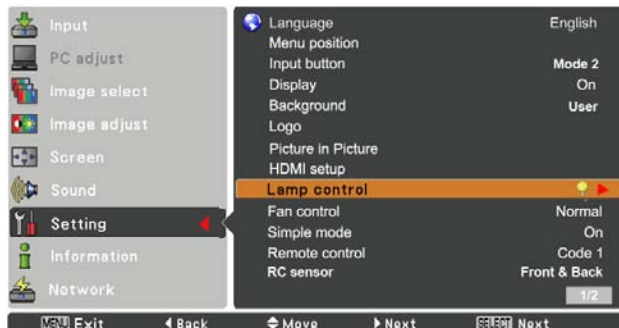 Input
PC adjust
Image select
Image adjust
Screen
Sound
Setting
Information
Network
Language English
Menu position
Input button Mode 2
Display On
Background User
Logo
Picture in Picture
HDMI setup
Lamp control
Fan control Normal
Simple mode On
Remote control Code 1
RC sensor Front & Back
1/2
MENU Exit Back Move Next SELECT Next